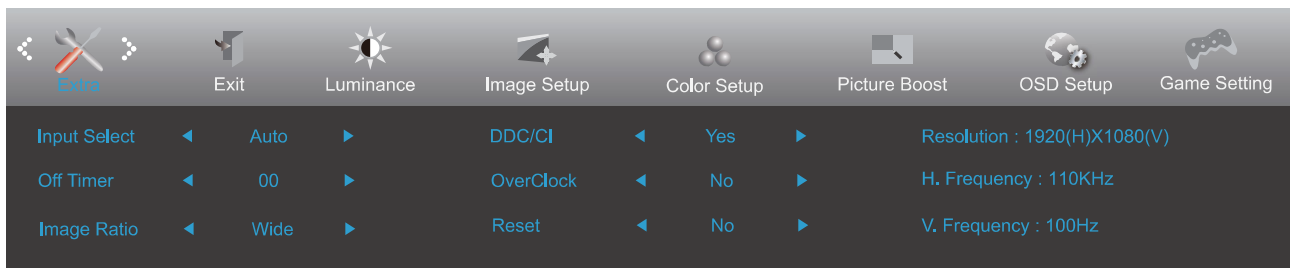 Extra Exit Luminance Image Setup Color Setup Picture Boost OSD Setup Game Setting
Input Select Auto DDC/CI Yes Resolution : 1920(H)X1080(V)
Off Timer 00 OverClock No H. Frequency : 110KHz
Image Ratio Wide Reset No V. Frequency : 100Hz